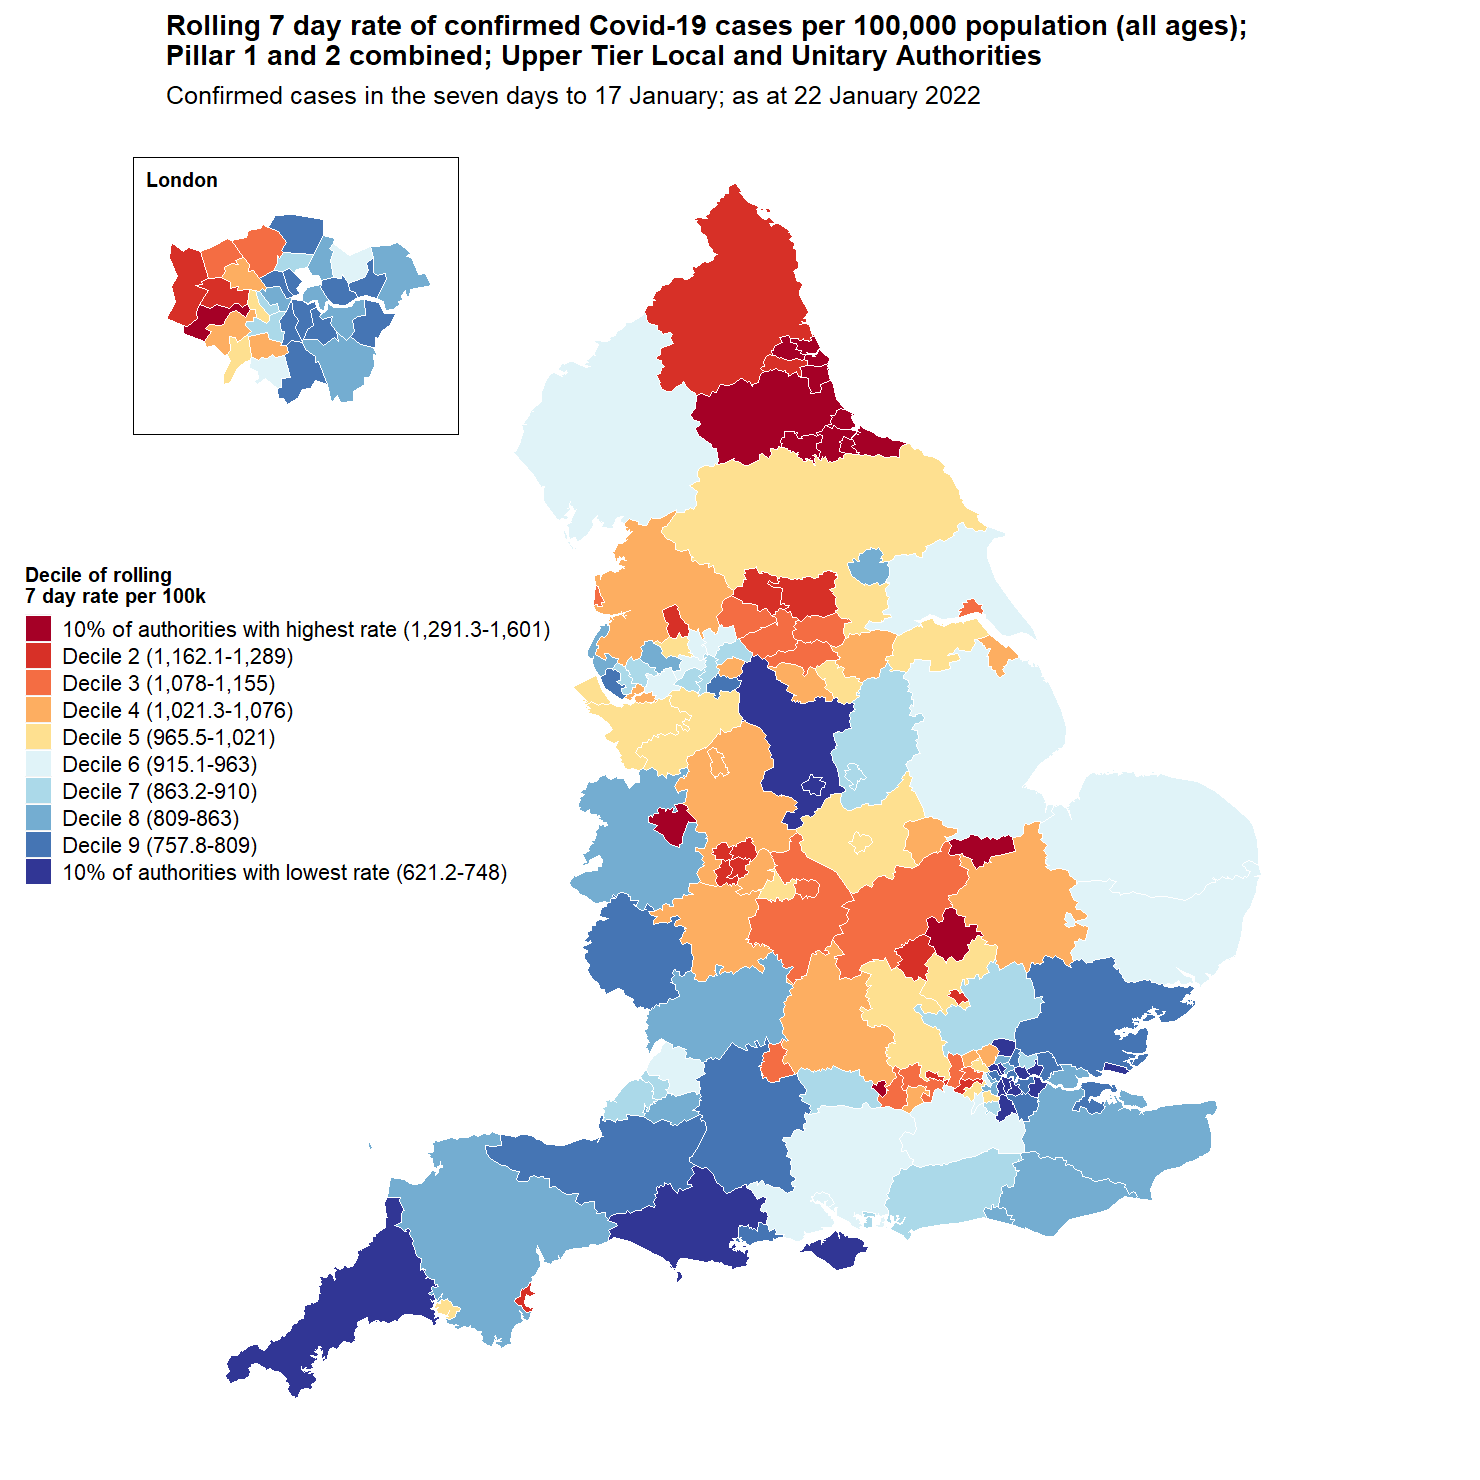 Rolling 7 day rate of confirmed Covid-19 cases per 100,000 population (all ages);
Pillar 1 and 2 combined; Upper Tier Local and Unitary Authorities
Confirmed cases in the seven days to 17 January; as at 22 January 2022
London
Decile of rolling
7 day rate per 100k
10% of authorities with highest rate (1,291.3-1,601)
Decile 2 (1,162.1-1,289)
Decile 3 (1,078-1,155)
Decile 4 (1,021.3-1,076)
Decile 5 (965.5-1,021)
Decile 6 (915.1-963)
Decile 7 (863.2-910)
Decile 8 (809-863)
Decile 9 (757.8-809)
10% of authorities with lowest rate (621.2-748)